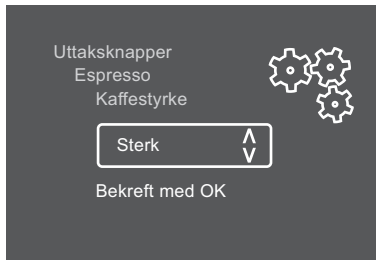 Uttaksknapper
Espresso
Kaffestyrke
Sterk
Bekreft med OK